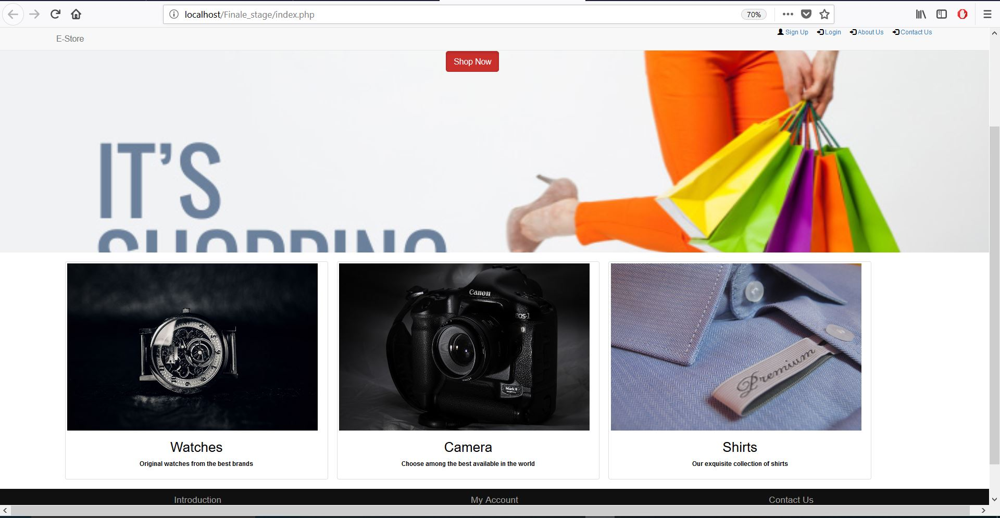 localhost/Finale_stage/index.php
70%
E-Store
Sign Up
Login
About Us
Contact Us
Shop Now
IT'S
SHOPPING
Canon
EOS-1
Mark II
DIGITAL
Premium
Watches
Original watches from the best brands
Camera
Choose among the best available in the world
Shirts
Our exquisite collection of shirts
Introduction
My Account
Contact Us